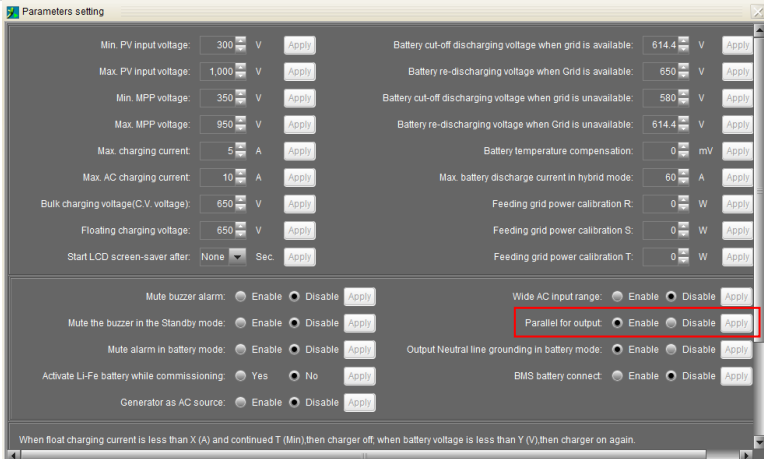 Parameters setting
Min. PV input voltage: 300 V Apply
Battery cut-off discharging voltage when grid is available: 614.4 V Apply
Max. PV input voltage: 1,000 V Apply
Battery re-discharging voltage when Grid is available: 650 V Apply
Min. MPP voltage: 350 V Apply
Battery cut-off discharging voltage when grid is unavailable: 580 V Apply
Max. MPP voltage: 950 V Apply
Battery re-discharging voltage when Grid is unavailable: 614.4 V Apply
Max. charging current: 5 A Apply
Battery temperature compensation: 0 mV Apply
Max. AC charging current: 10 A Apply
Max. battery discharge current in hybrid mode: 60 A Apply
Bulk charging voltage(C.V. voltage): 650 V Apply
Feeding grid power calibration R: 0 W Apply
Floating charging voltage: 650 V Apply
Feeding grid power calibration S: 0 W Apply
Start LCD screen-saver after: None Sec. Apply
Feeding grid power calibration T: 0 W Apply
Mute buzzer alarm: Enable Disable Apply
Wide AC input range: Enable Disable Apply
Mute the buzzer in the Standby mode: Enable Disable Apply
Parallel for output: Enable Disable Apply
Mute alarm in battery mode: Enable Disable Apply
Output Neutral line grounding in battery mode: Enable Disable Apply
Activate Li-Fe battery while commissioning: Yes No Apply
BMS battery connect: Enable Disable Apply
Generator as AC source: Enable Disable Apply
When float charging current is less than X (A) and continued T (Min),then charger off, when battery voltage is less than Y (V),then charger on again.